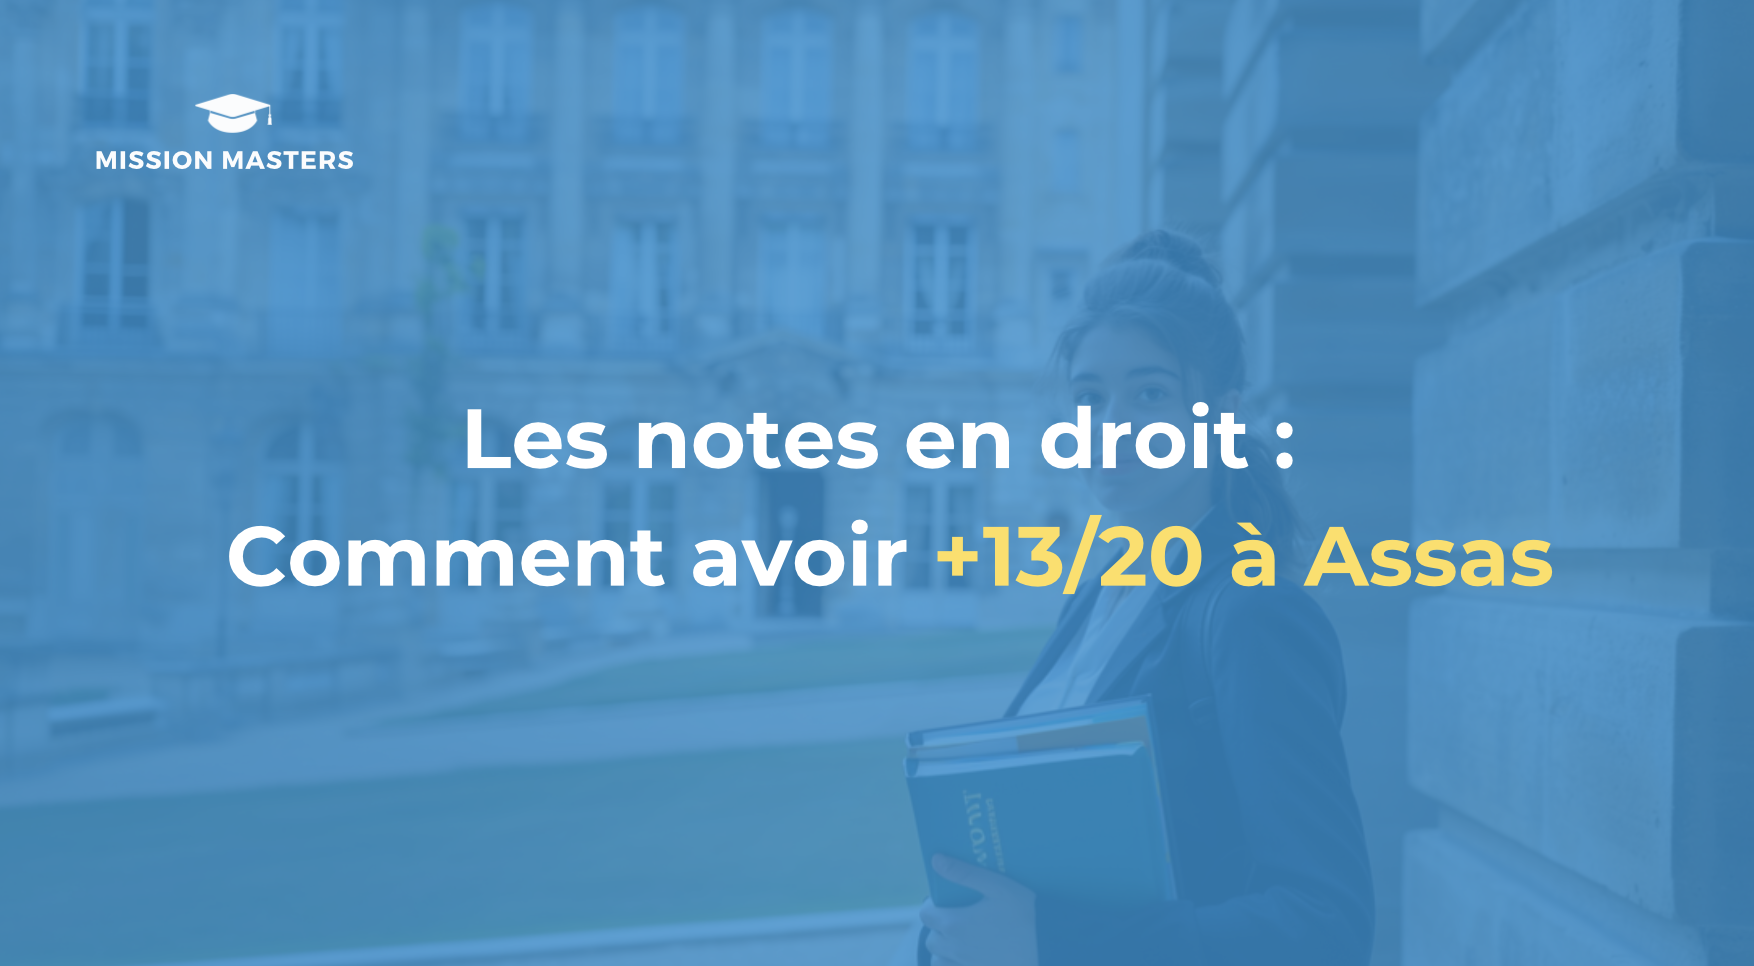 MISSION MASTERS
Les notes en droit :
Comment avoir +13/20 à Assas